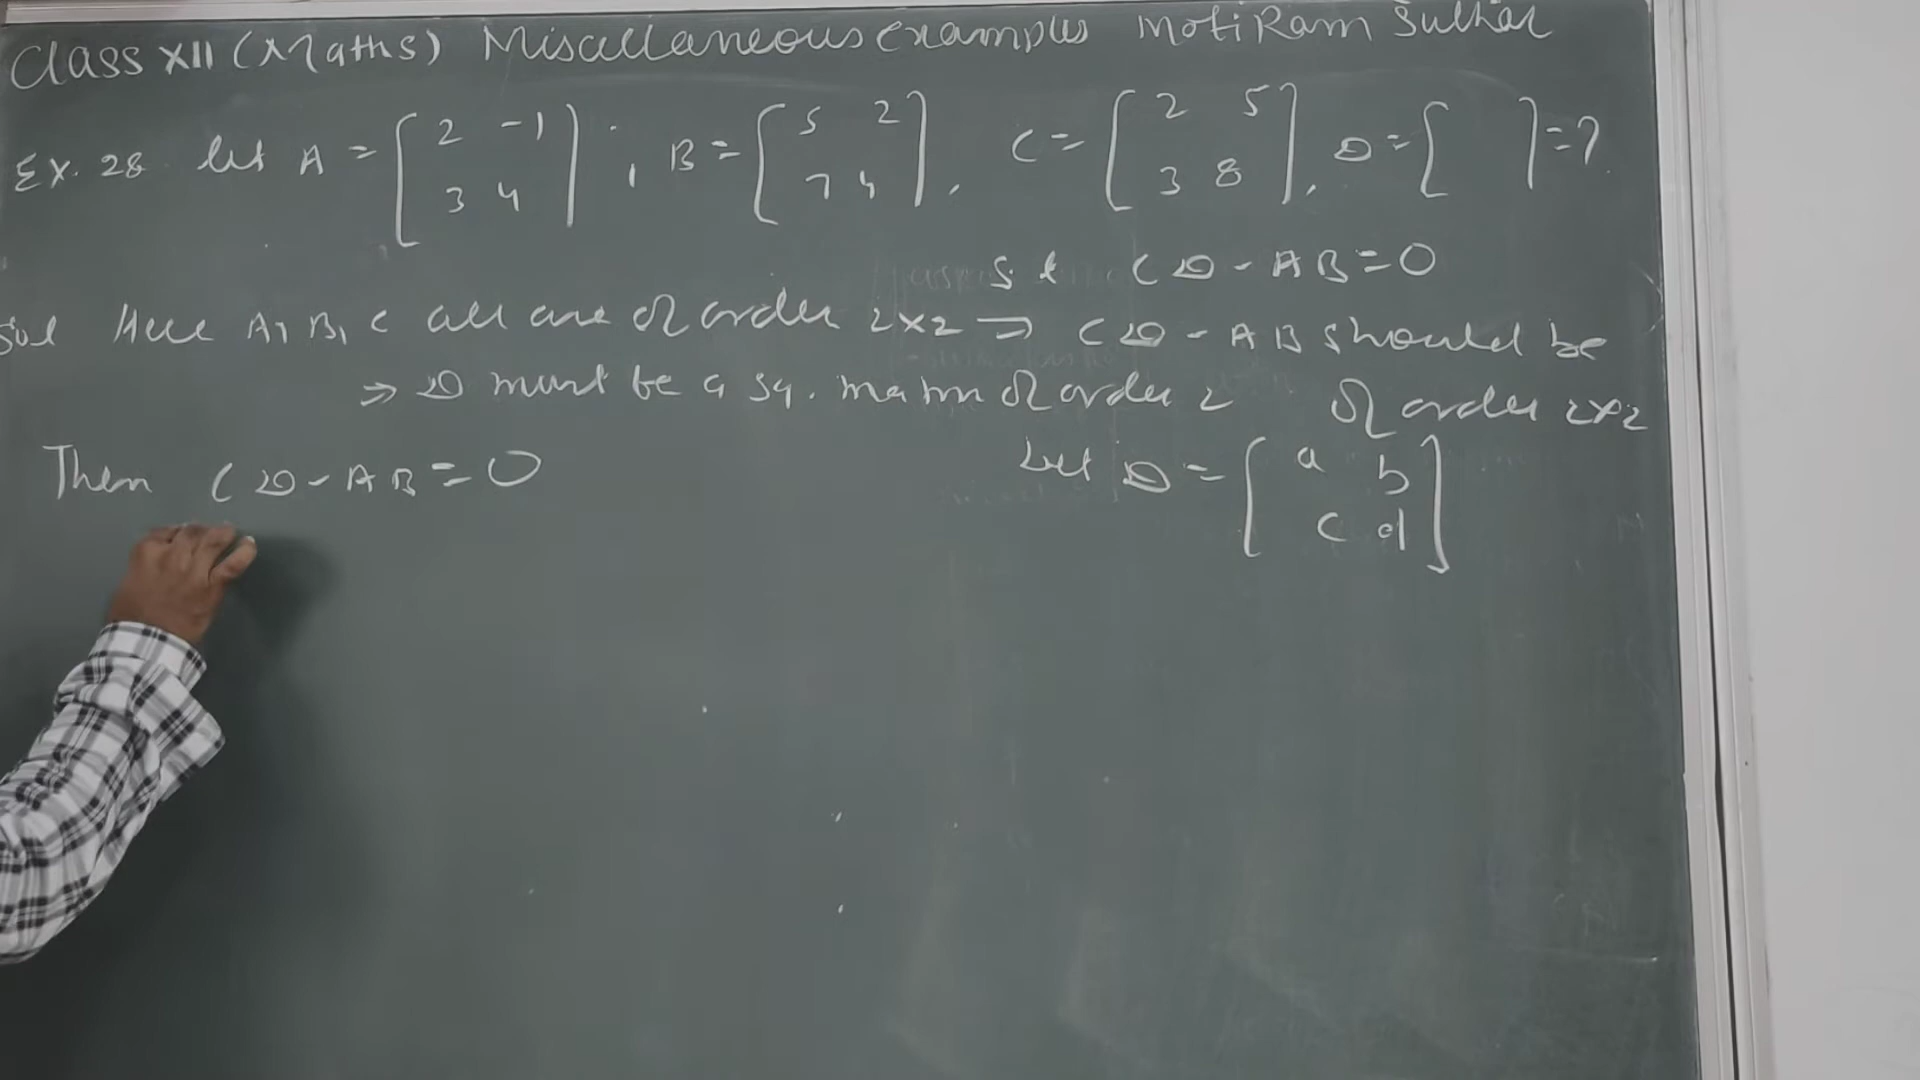 Class XII (Maths) Miscellaneous examples Motiram Suthar
Ex. 28 let A = [2 -1; 3 4], B = [5 2; 7 4], C = [2 5; 3 8], D = [ ] = ?
s.t CD - AB = 0
Sol Here A, B, C all are of order 2x2 ⇒ CD - AB should be
of order 2x2
⇒ D must be a sq. matrix of order 2
Let D = [a b; c d]
Then CD - AB = 0